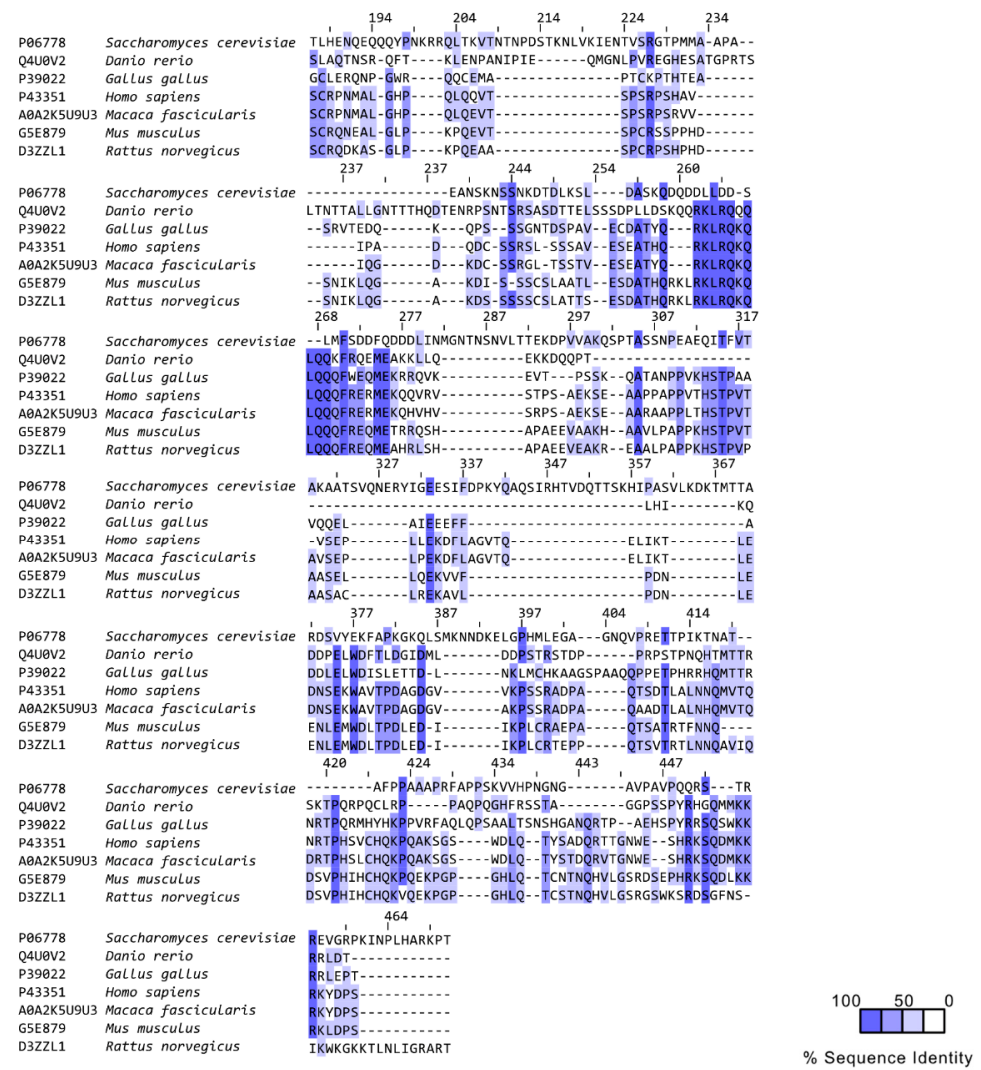 194 204 214 224 234
P06778 Saccharomyces cerevisiae TLHENQEQQQYPNKRRQLTKVTNTNPDSTKNLVKIENTVSRGTPMMA-APA--
Q4U0V2 Danio rerio SLAQTNSR-QFT---KLENPANIPIE------QMGNLPVREGHESATGPRTS
P39022 Gallus gallus GCLERQNP-GWR----QQCEMA---------------PTCKPTHTEA------
P43351 Homo sapiens SCRPNMAL-GHP----QLQQVT---------------SPSRPSHAV-------
A0A2K5U9U3 Macaca fascicularis SCRPNMAL-GHP----QLQEVT---------------SPSRPSRVV-------
G5E879 Mus musculus SCRQNEAL-GLP----KPQEVT---------------SPCRSSPPHD------
D3ZZL1 Rattus norvegicus SCRQDKAS-GLP----KPQEAA---------------SPCRPSHPHD------
237 237 244 254 260
P06778 Saccharomyces cerevisiae -----------------EANSKNSSNKDTDLKSL---DASKQDQDDLLDD-S
Q4U0V2 Danio rerio LTNTTALLGNTTTHQDTENRPSNTSRSASDTTELSSSDPLLDSKQQRKLRQQQ
P39022 Gallus gallus --SRVTEDQ------K--QPS--SSGNTDSPAV--ECDATYQ---RKLRQKQ
P43351 Homo sapiens ------IPA------D--QDC-SSRSL-SSSAV--ESEATHQ---RKLRQKQ
A0A2K5U9U3 Macaca fascicularis ------IQG------D--KDC-SSRGL-TSSTV--ESEATYQ---RKLRQKQ
G5E879 Mus musculus --SNIKLQG------A--KDI-S-SSCSLAATL--ESDATHQRKLRKLRQKQ
D3ZZL1 Rattus norvegicus --SNIKLQG------A--KDS-SSSSCSLATTS--ESDATHQRKLRKLRQKQ
268 277 287 297 307 317
P06778 Saccharomyces cerevisiae --LMFSDDFQDDDLINMGNTNSNVLTTEKDPVVAKQSPTASSNPEAEQITFVT
Q4U0V2 Danio rerio LQQKFRQEMEAKKLLQ----------EKKDQQPT-------------------
P39022 Gallus gallus LQQQFWEQMEKRRQVK----------EVT--PSSK--QATANPPVKHSTPAA
P43351 Homo sapiens LQQQFRERMEKQQVRV----------STPS-AEKSE-AAPPAPPVTHSTPVT
A0A2K5U9U3 Macaca fascicularis LQQQFRERMEKQHVHV----------SRPS-AEKSE-AARAAPPLTHSTPVT
G5E879 Mus musculus LQQQFREQMETRRQSH----------APAEEVAAKH--AAVLPAPPKHSTPVT
D3ZZL1 Rattus norvegicus LQQQFREQMEAHRLSH----------APAEEVEAKR--EAALPAPPKHSTPVP
327 337 347 357 367
P06778 Saccharomyces cerevisiae AKAATSVQNERYIGEESIFDPKYQAQSIRHTVDQTTSKHIPASVLKDKTMTTA
Q4U0V2 Danio rerio ----------------------------------------LHI--------KQ
P39022 Gallus gallus VQQEL-------AIEEEFF---------------------------------A
P43351 Homo sapiens -VSEP-------LLEKDFLAGVTQ--------------ELIKT--------LE
A0A2K5U9U3 Macaca fascicularis AVSEP-------LPEKDFLAGVTQ--------------ELIKT--------LE
G5E879 Mus musculus AASEL-------LQEKVVF---------------------PDN--------LE
D3ZZL1 Rattus norvegicus AASAC-------LREKAVL---------------------PDN--------LE
377 387 397 404 414
P06778 Saccharomyces cerevisiae RDSVYEKFAPKGKQLSMKNNDKELGPHMLEGA---GNQVPRETTPIKTNAT--
Q4U0V2 Danio rerio DDPELWDFTLDGIDML-------DDPSTRSTDP-----PRPSTPNQHTMTTR
P39022 Gallus gallus DDLELWDISLETTD-L-------NKLMCHKAAGSPAAQQPPETPHRRHQMTTR
P43351 Homo sapiens DNSEKWAVTPDAGDGV-------VKPSSRADPA----QTSDTLALNNQMVTQ
A0A2K5U9U3 Macaca fascicularis DNSEKWAVTPDAGDGV-------VKPSSRADPA----QAADTLALNHQMVTQ
G5E879 Mus musculus ENLEMWDLTPDLED-I-------IKPLCRAEPA----QTSATRTFNNQ----
D3ZZL1 Rattus norvegicus ENLEMWDLTPDLED-I-------IKPLCRTEPP----QTSVTRTLNNQAVIQ
420 424 434 443 447
P06778 Saccharomyces cerevisiae --------AFPPAAAPRFAPPSKVVHPNGNG-------AVPAVPQQRS---TR
Q4U0V2 Danio rerio SKTPQRPQCLRP-----PAQPQGHFRSSTA--------GGPSSPYRHGQMMKK
P39022 Gallus gallus NRTPQRMHYHKPPVRFAQLQPSAALTSNSHGANQRTP--AEHSPYRRSQSWKK
P43351 Homo sapiens NRTPHSVCHQKPQAKSGS----WDLQ--TYSADQRTTGNWE--SHRKSQDMKK
A0A2K5U9U3 Macaca fascicularis DRTPHSLCHQKPQAKSGS----WDLQ--TYSTDQRVTGNWE--SHRKSQDMKK
G5E879 Mus musculus DSVPHIHCHQKPQEKPGP----GHLQ--TCNTNQHVLGSRDSEPHRKSQDLKK
D3ZZL1 Rattus norvegicus DSVPHIHCHQKVQEKPGP----GHLQ--TCSTNQHVLGSRGSWKSRDSGFNS-
464
P06778 Saccharomyces cerevisiae REVGRPKINPLHARKPT
Q4U0V2 Danio rerio RRLDT------------
P39022 Gallus gallus RRLEPT-----------
P43351 Homo sapiens RKYDPS-----------
A0A2K5U9U3 Macaca fascicularis RKYDPS-----------
G5E879 Mus musculus RKLDPS-----------
D3ZZL1 Rattus norvegicus IKWKGKKTLNLIGRART
100 50 0
% Sequence Identity